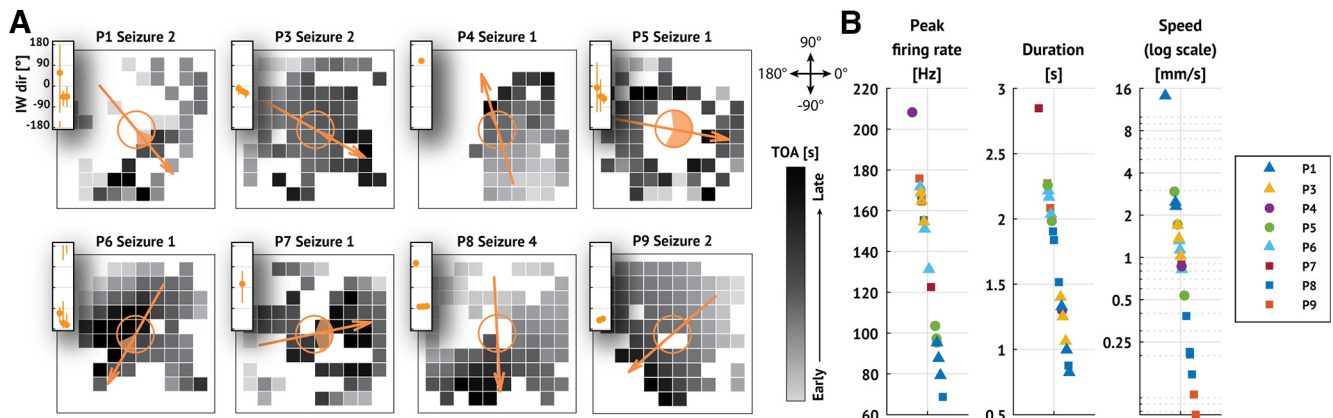 A
P1 Seizure 2
P3 Seizure 2
P4 Seizure 1
P5 Seizure 1
IW dir [°]
180
90
0
-90
-180
90°
180°
0°
-90°
TOA [s]
Late
Early
P6 Seizure 1
P7 Seizure 1
P8 Seizure 4
P9 Seizure 2
B
Peak
firing rate
[Hz]
220
200
180
160
140
120
100
80
60
Duration
[s]
3
2.5
2
1.5
1
0.5
Speed
(log scale)
[mm/s]
16
8
4
2
1
0.5
0.25
P1
P3
P4
P5
P6
P7
P8
P9